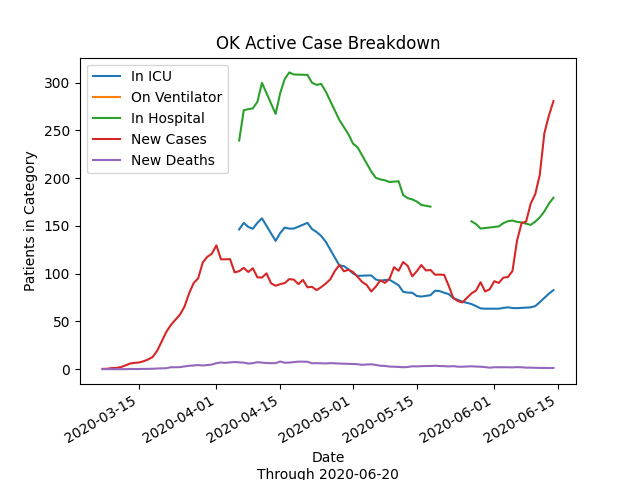 OK Active Case Breakdown
In ICU
On Ventilator
In Hospital
New Cases
New Deaths
Patients in Category
300
250
200
150
100
50
0
2020-03-15
2020-04-01
2020-04-15
2020-05-01
2020-05-15
2020-06-01
2020-06-15
Date
Through 2020-06-20